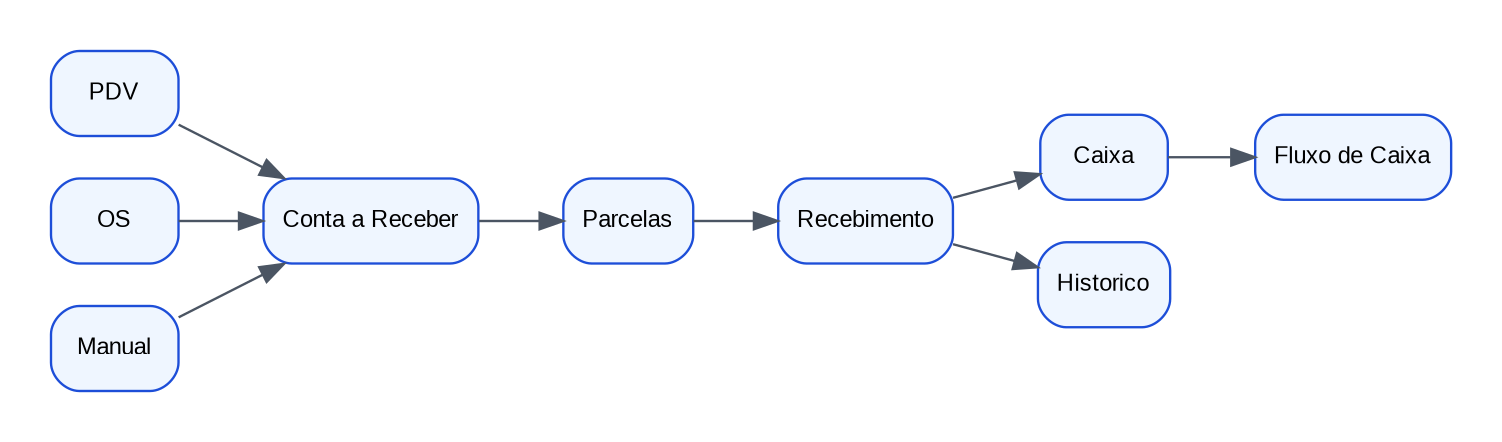 PDV
OS
Manual
Conta a Receber
Parcelas
Recebimento
Caixa
Historico
Fluxo de Caixa